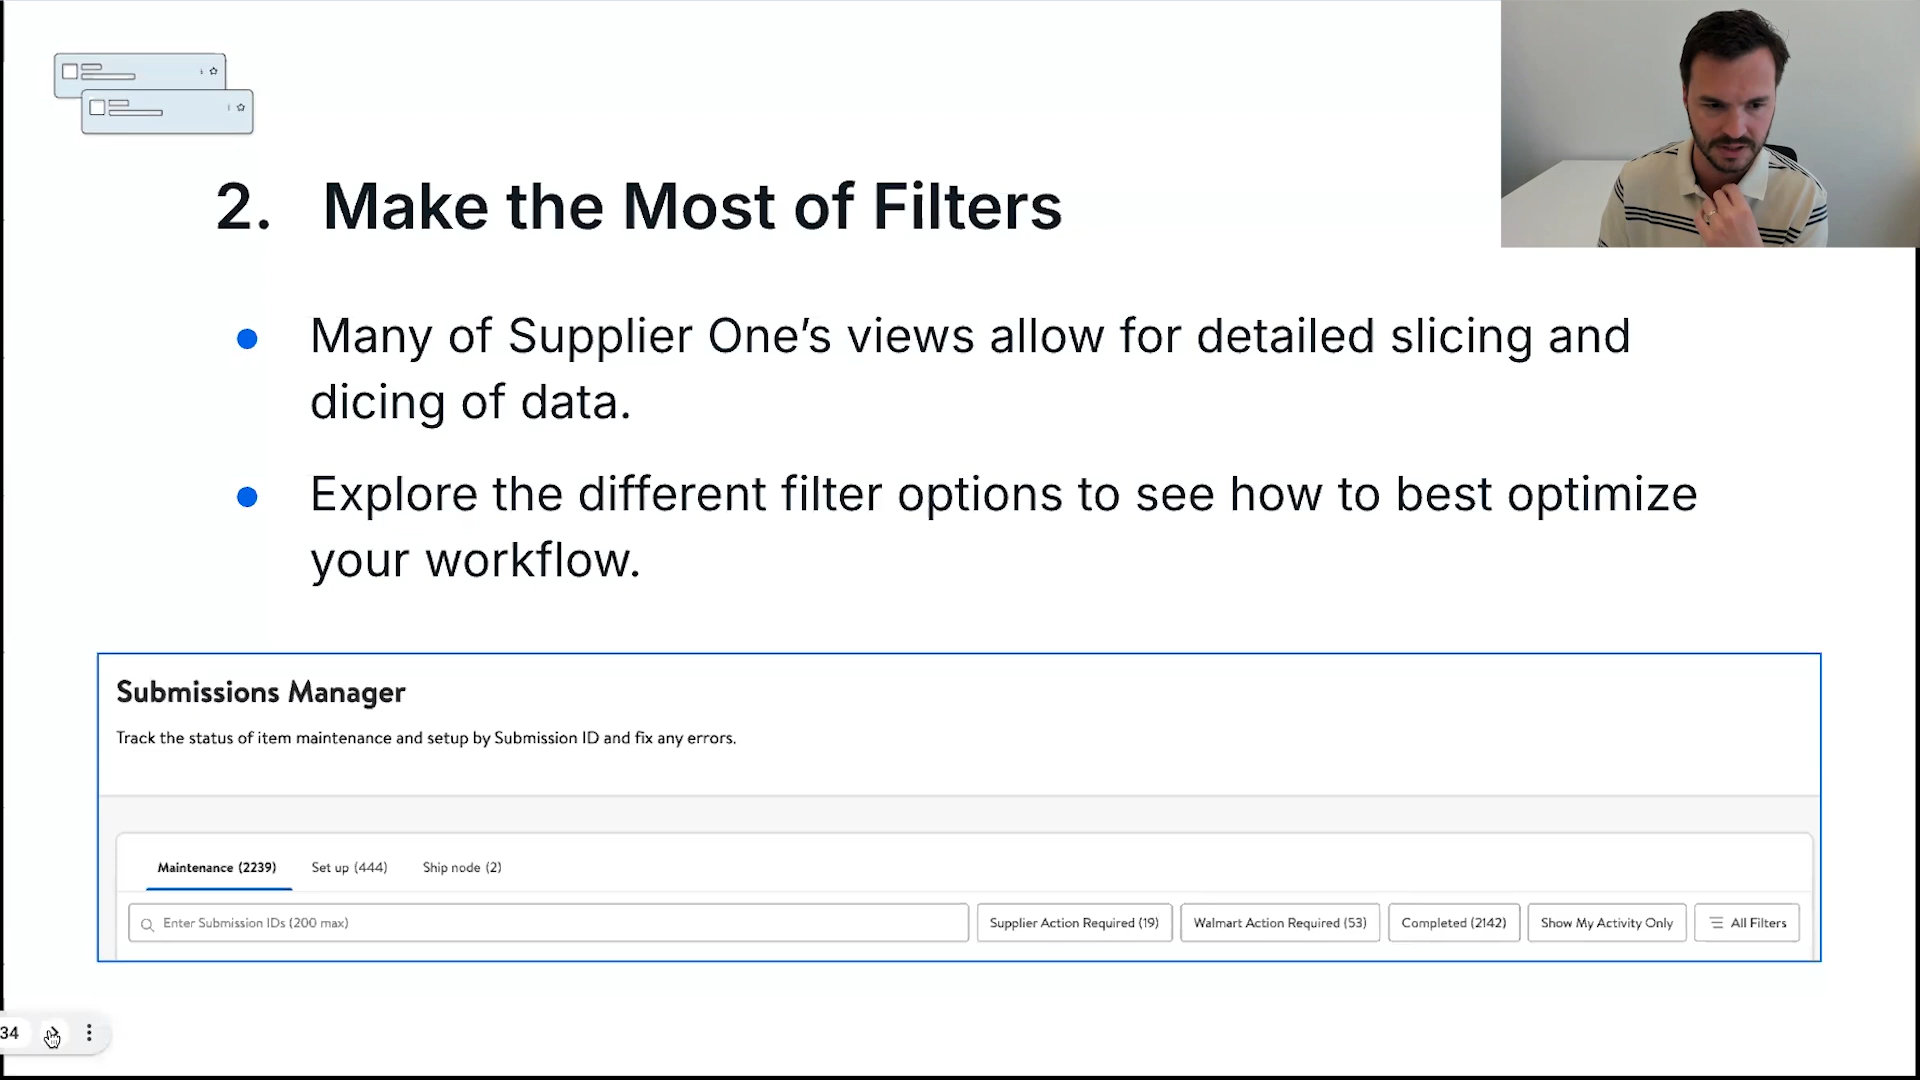 2. Make the Most of Filters
Many of Supplier One’s views allow for detailed slicing and
dicing of data.
Explore the different filter options to see how to best optimize
your workflow.
Submissions Manager
Track the status of item maintenance and setup by Submission ID and fix any errors.
Maintenance (2239) Set up (444) Ship node (2)
Enter Submission IDs (200 max) Supplier Action Required (19) Walmart Action Required (53) Completed (2142) Show My Activity Only All Filters
34